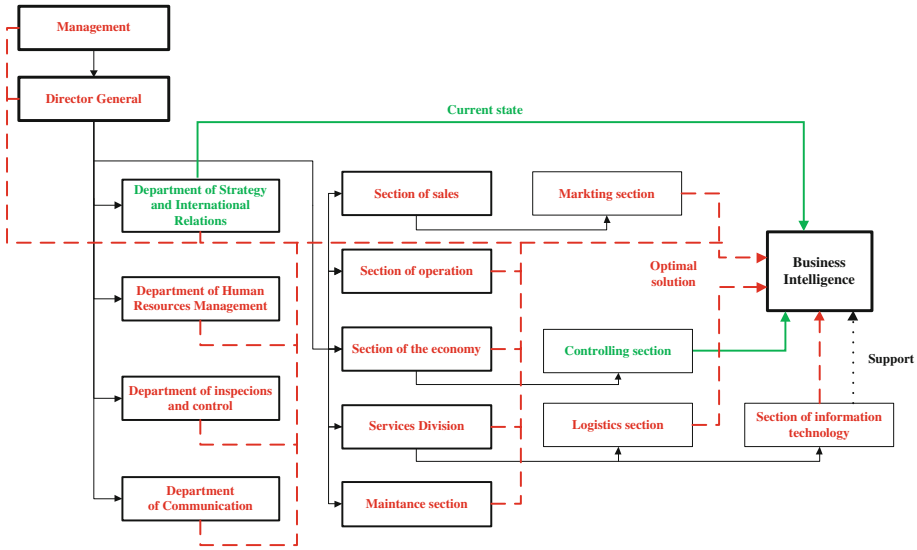 Management
Director General
Current state
Department of Strategy
and International
Relations
Section of sales
Markting section
Business
Intelligence
Section of operation
Optimal
solution
Department of Human
Resources Management
Section of the economy
Controlling section
Support
Department of inspecions
and control
Services Division
Logistics section
Section of information
technology
Department
of Communication
Maintance section